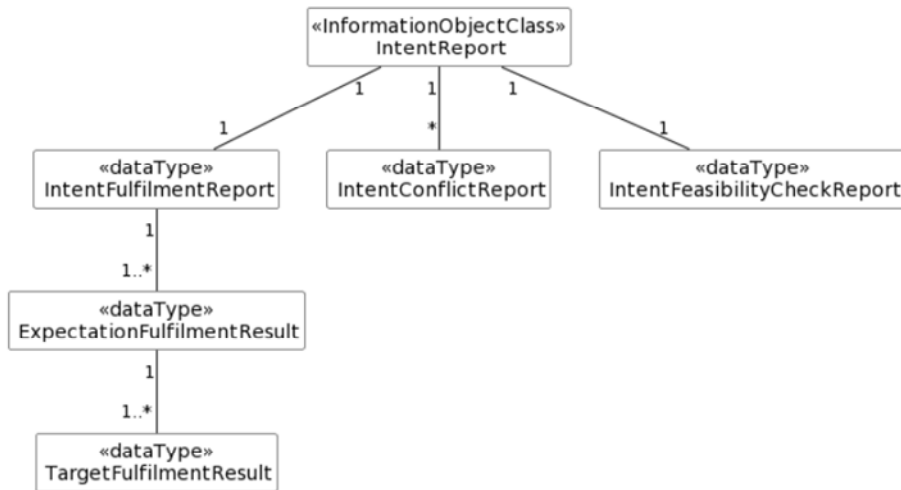 «InformationObjectClass»
IntentReport
1
1
1
1
*
1
«dataType»
IntentFulfilmentReport
«dataType»
IntentConflictReport
«dataType»
IntentFeasibilityCheckReport
1
1..*
«dataType»
ExpectationFulfilmentResult
1
1..*
«dataType»
TargetFulfilmentResult